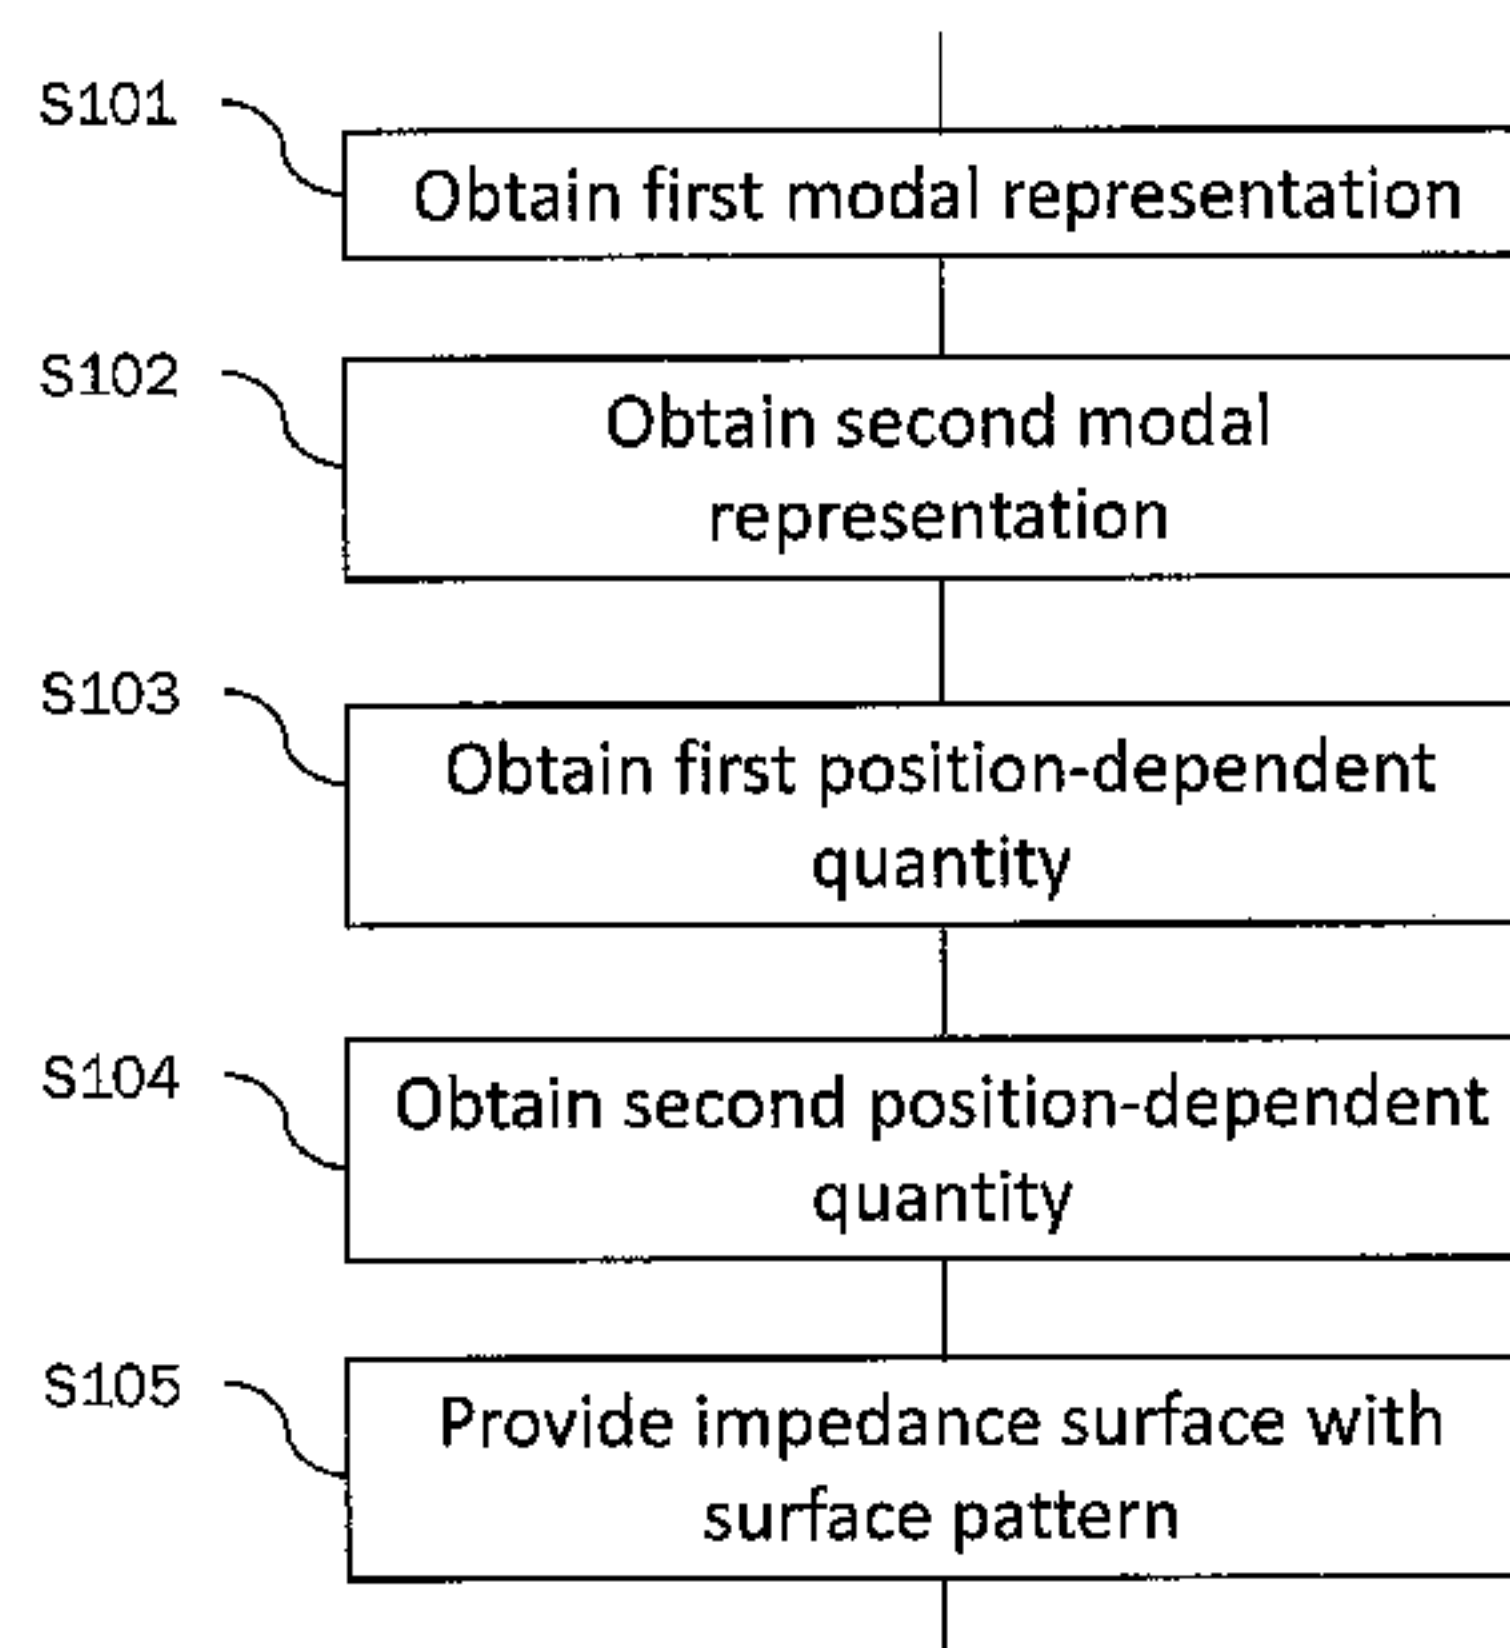 S101
Obtain first modal representation
S102
Obtain second modal
representation
S103
Obtain first position-dependent
quantity
S104
Obtain second position-dependent
quantity
S105
Provide impedance surface with
surface pattern